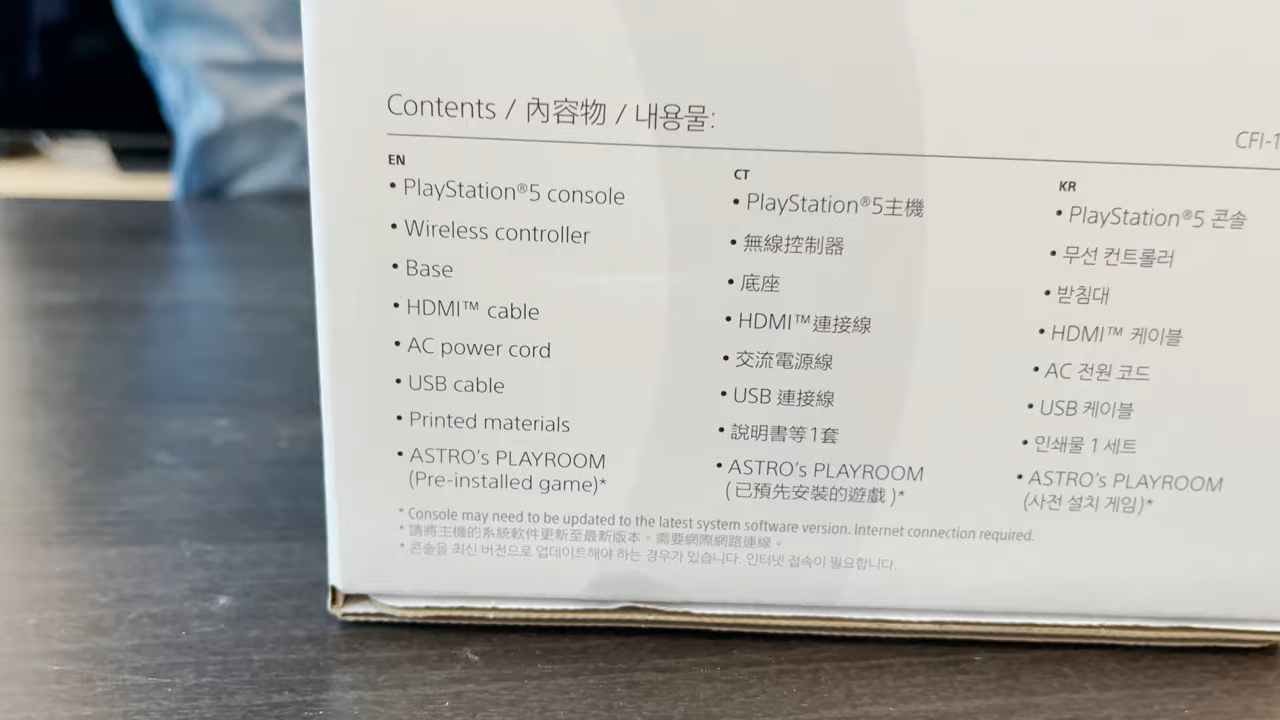 Contents / 內容物 / 내용물:
CFI-1
EN
• PlayStation®5 console
• Wireless controller
• Base
• HDMI™ cable
• AC power cord
• USB cable
• Printed materials
• ASTRO's PLAYROOM
(Pre-installed game)*
CT
• PlayStation®5主機
• 無線控制器
• 底座
• HDMI™連接線
• 交流電源線
• USB 連接線
• 說明書等1套
• ASTRO's PLAYROOM
(已預先安裝的遊戲)*
KR
• PlayStation®5 콘솔
• 무선 컨트롤러
• 받침대
• HDMI™ 케이블
• AC 전원 코드
• USB 케이블
• 인쇄물 1 세트
• ASTRO's PLAYROOM
(사전 설치 게임)*
* Console may need to be updated to the latest system software version. Internet connection required.
* 請將主機的系統軟件更新至最新版本。需要網際網路連線。
* 콘솔을 최신 버전으로 업데이트해야 하는 경우가 있습니다. 인터넷 접속이 필요합니다.